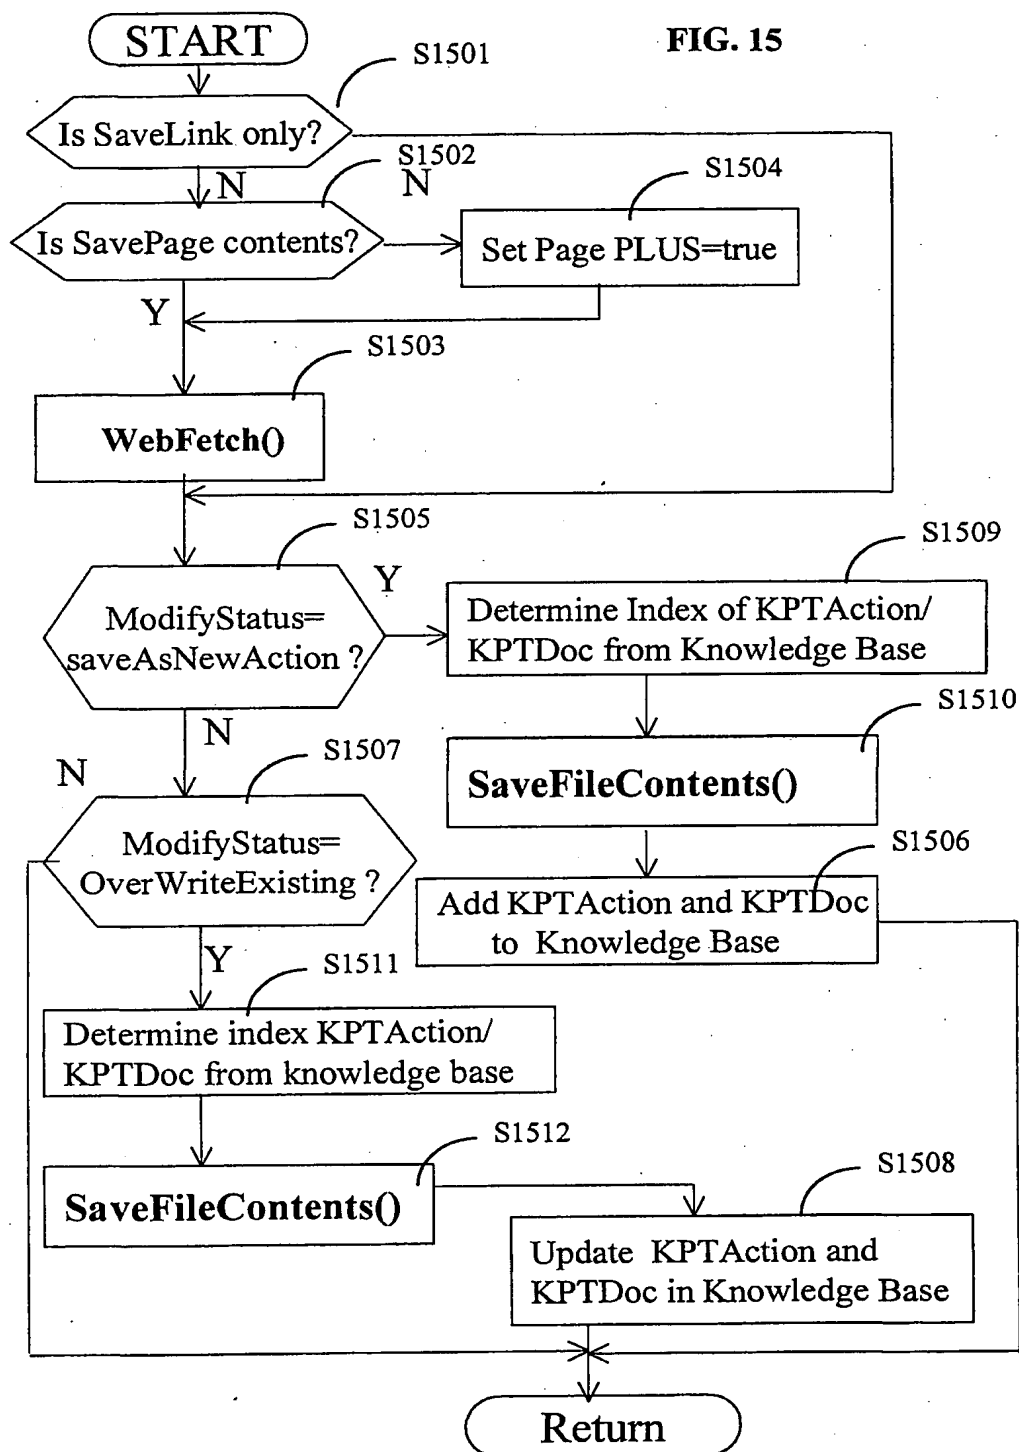 START
FIG. 15
S1501
Is SaveLink only?
S1502
N
N
S1504
Is SavePage contents?
Set Page PLUS=true
Y
S1503
WebFetch()
S1505
S1509
Y
ModifyStatus=
saveAsNewAction ?
Determine Index of KPTAction/
KPTDoc from Knowledge Base
S1510
N
S1507
N
SaveFileContents()
ModifyStatus=
OverWriteExisting ?
S1506
Add KPTAction and KPTDoc
to Knowledge Base
Y
S1511
Determine index KPTAction/
KPTDoc from knowledge base
S1512
S1508
SaveFileContents()
Update KPTAction and
KPTDoc in Knowledge Base
Return